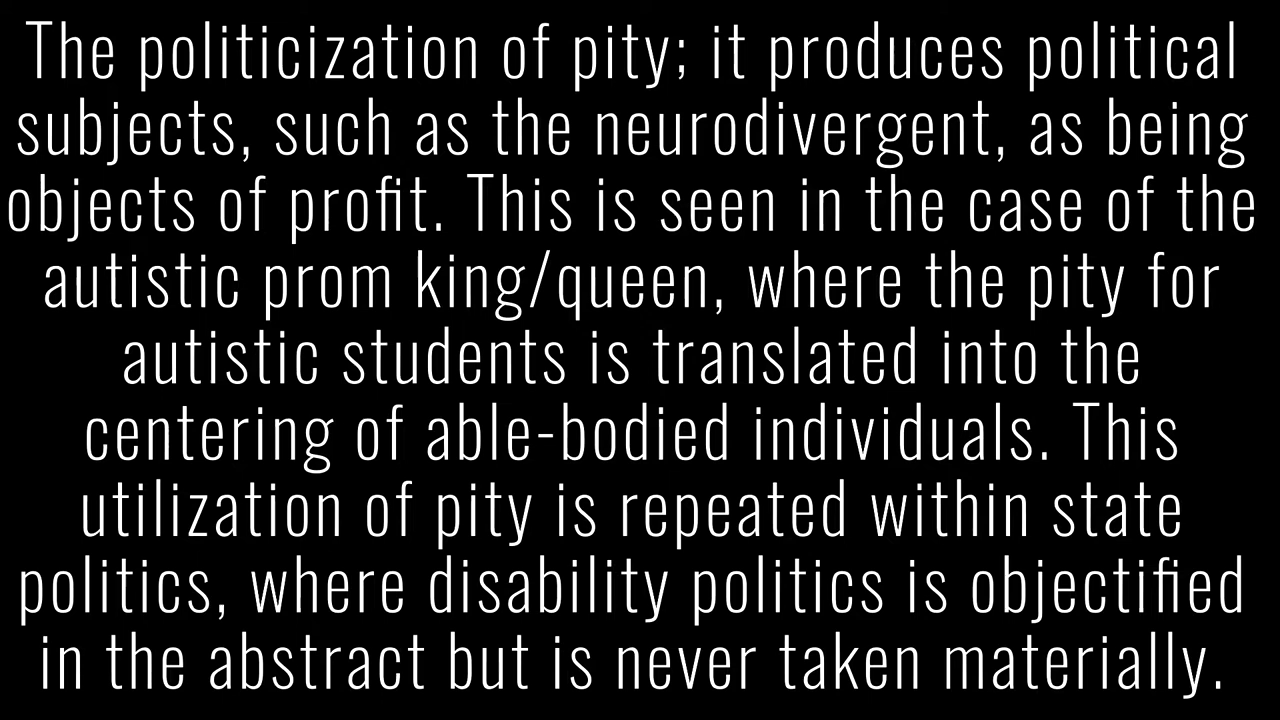 The politicization of pity; it produces political
subjects, such as the neurodivergent, as being
objects of profit. This is seen in the case of the
autistic prom king/queen, where the pity for
autistic students is translated into the
centering of able-bodied individuals. This
utilization of pity is repeated within state
politics, where disability politics is objectified
in the abstract but is never taken materially.